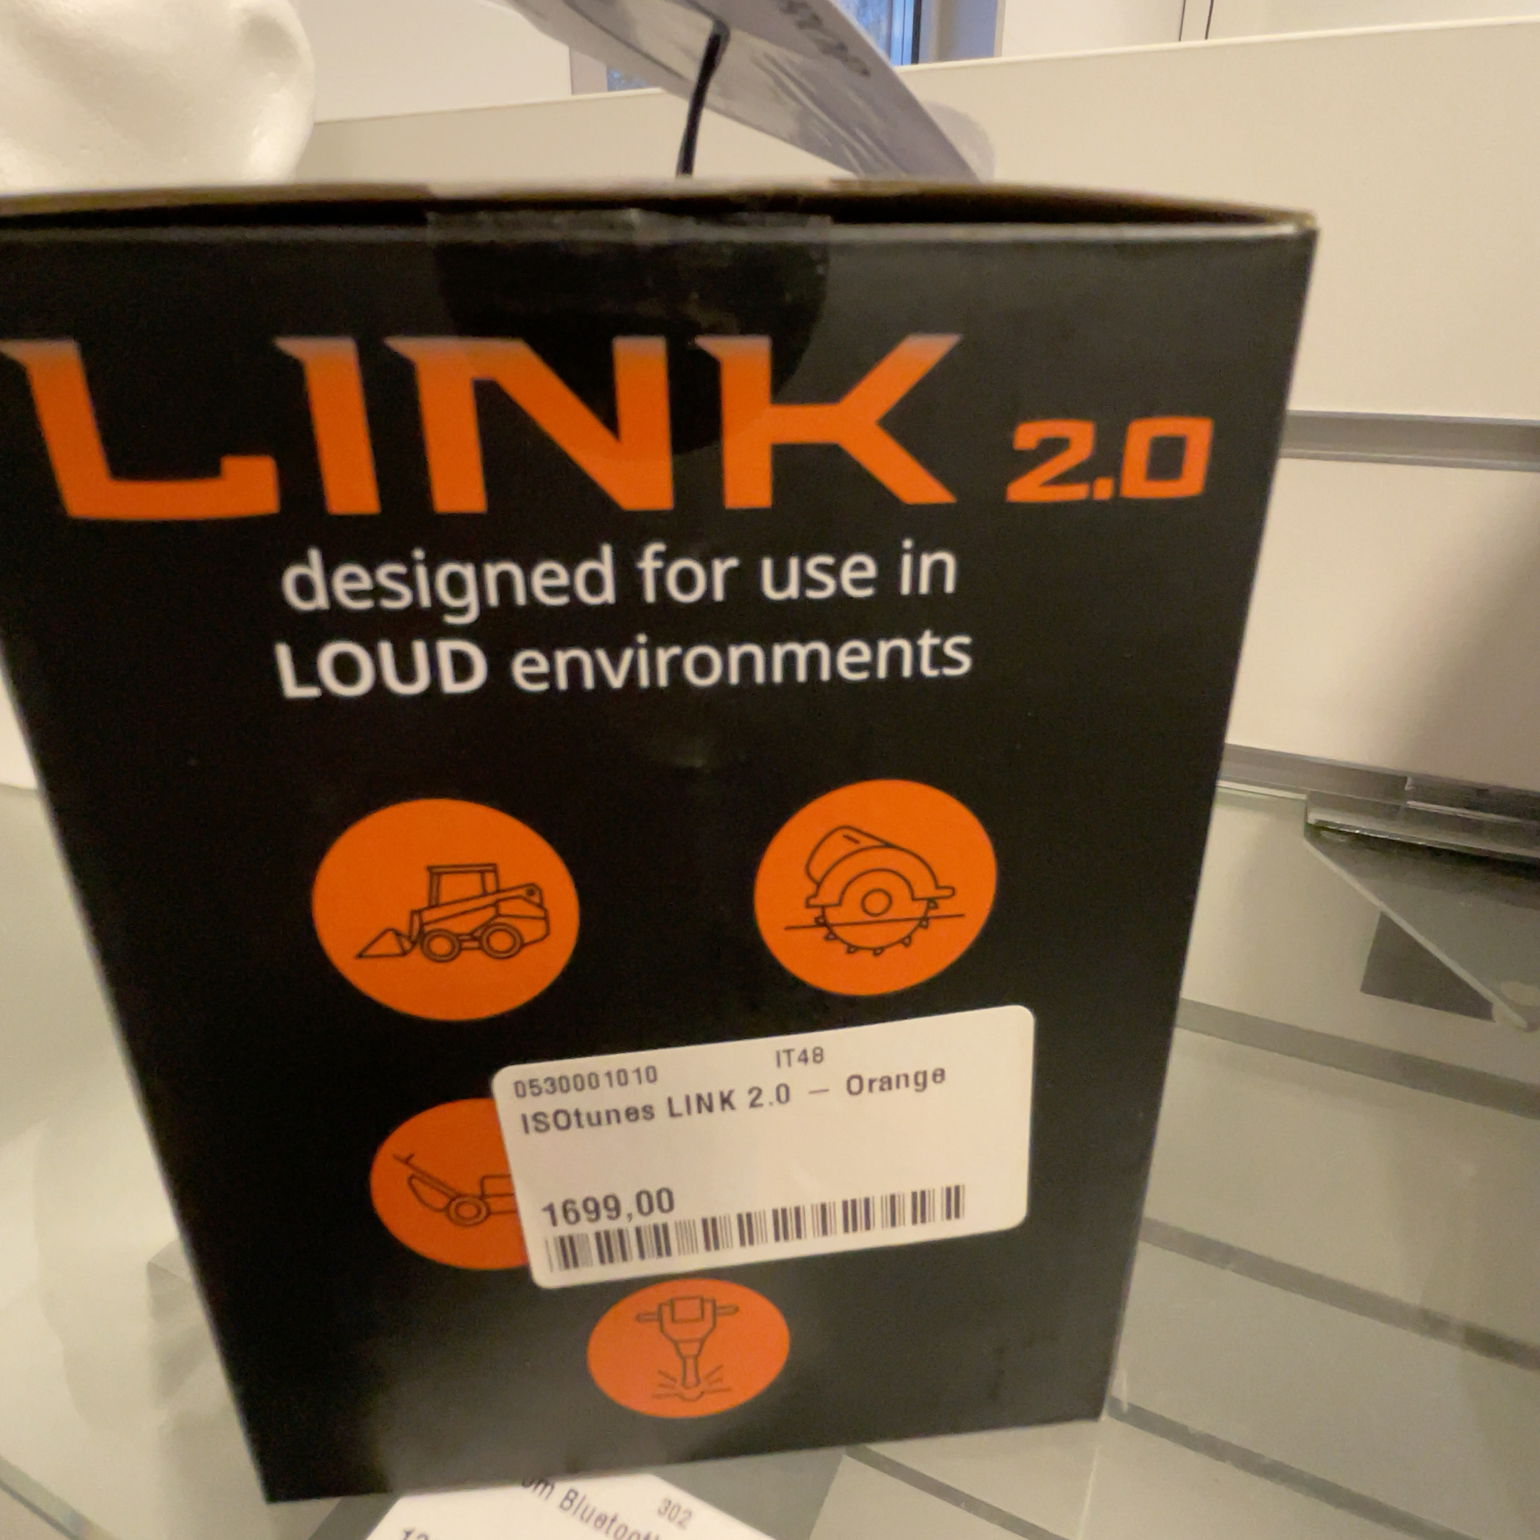 LINK 2.0
designed for use in
LOUD environments
0530001010 IT48
ISOtunes LINK 2.0 – Orange
1699,00
302
Bluetooth